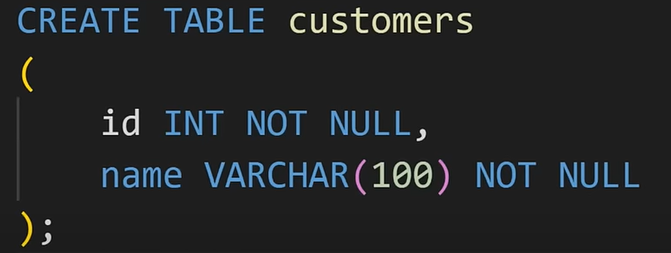 CREATE TABLE customers
(
    id INT NOT NULL,
    name VARCHAR(100) NOT NULL
);